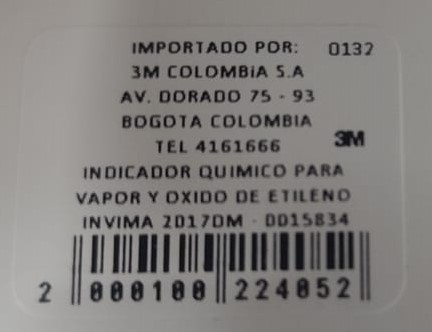 IMPORTADO POR: 0132
3M COLOMBIA S.A
AV. DORADO 75 - 93
BOGOTA COLOMBIA
TEL 4161666
3M
INDICADOR QUIMICO PARA
VAPOR Y OXIDO DE ETILENO
INVIMA 2017DM - 0015834
2 000100 224052